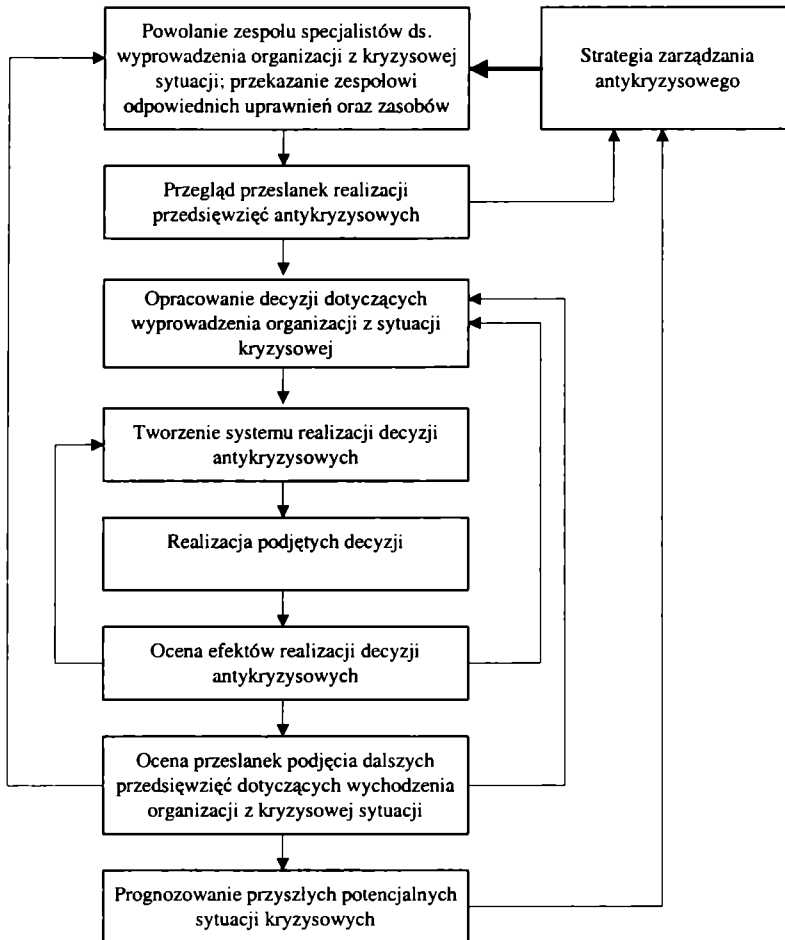 Powołanie zespołu specjalistów ds.
wyprowadzenia organizacji z kryzysowej
sytuacji; przekazanie zespołowi
odpowiednich uprawnień oraz zasobów
Strategia zarządzania
antykryzysowego
Przegląd przesłanek realizacji
przedsięwzięć antykryzysowych
Opracowanie decyzji dotyczących
wyprowadzenia organizacji z sytuacji
kryzysowej
Tworzenie systemu realizacji decyzji
antykryzysowych
Realizacja podjętych decyzji
Ocena efektów realizacji decyzji
antykryzysowych
Ocena przesłanek podjęcia dalszych
przedsięwzięć dotyczących wychodzenia
organizacji z kryzysowej sytuacji
Prognozowanie przyszłych potencjalnych
sytuacji kryzysowych